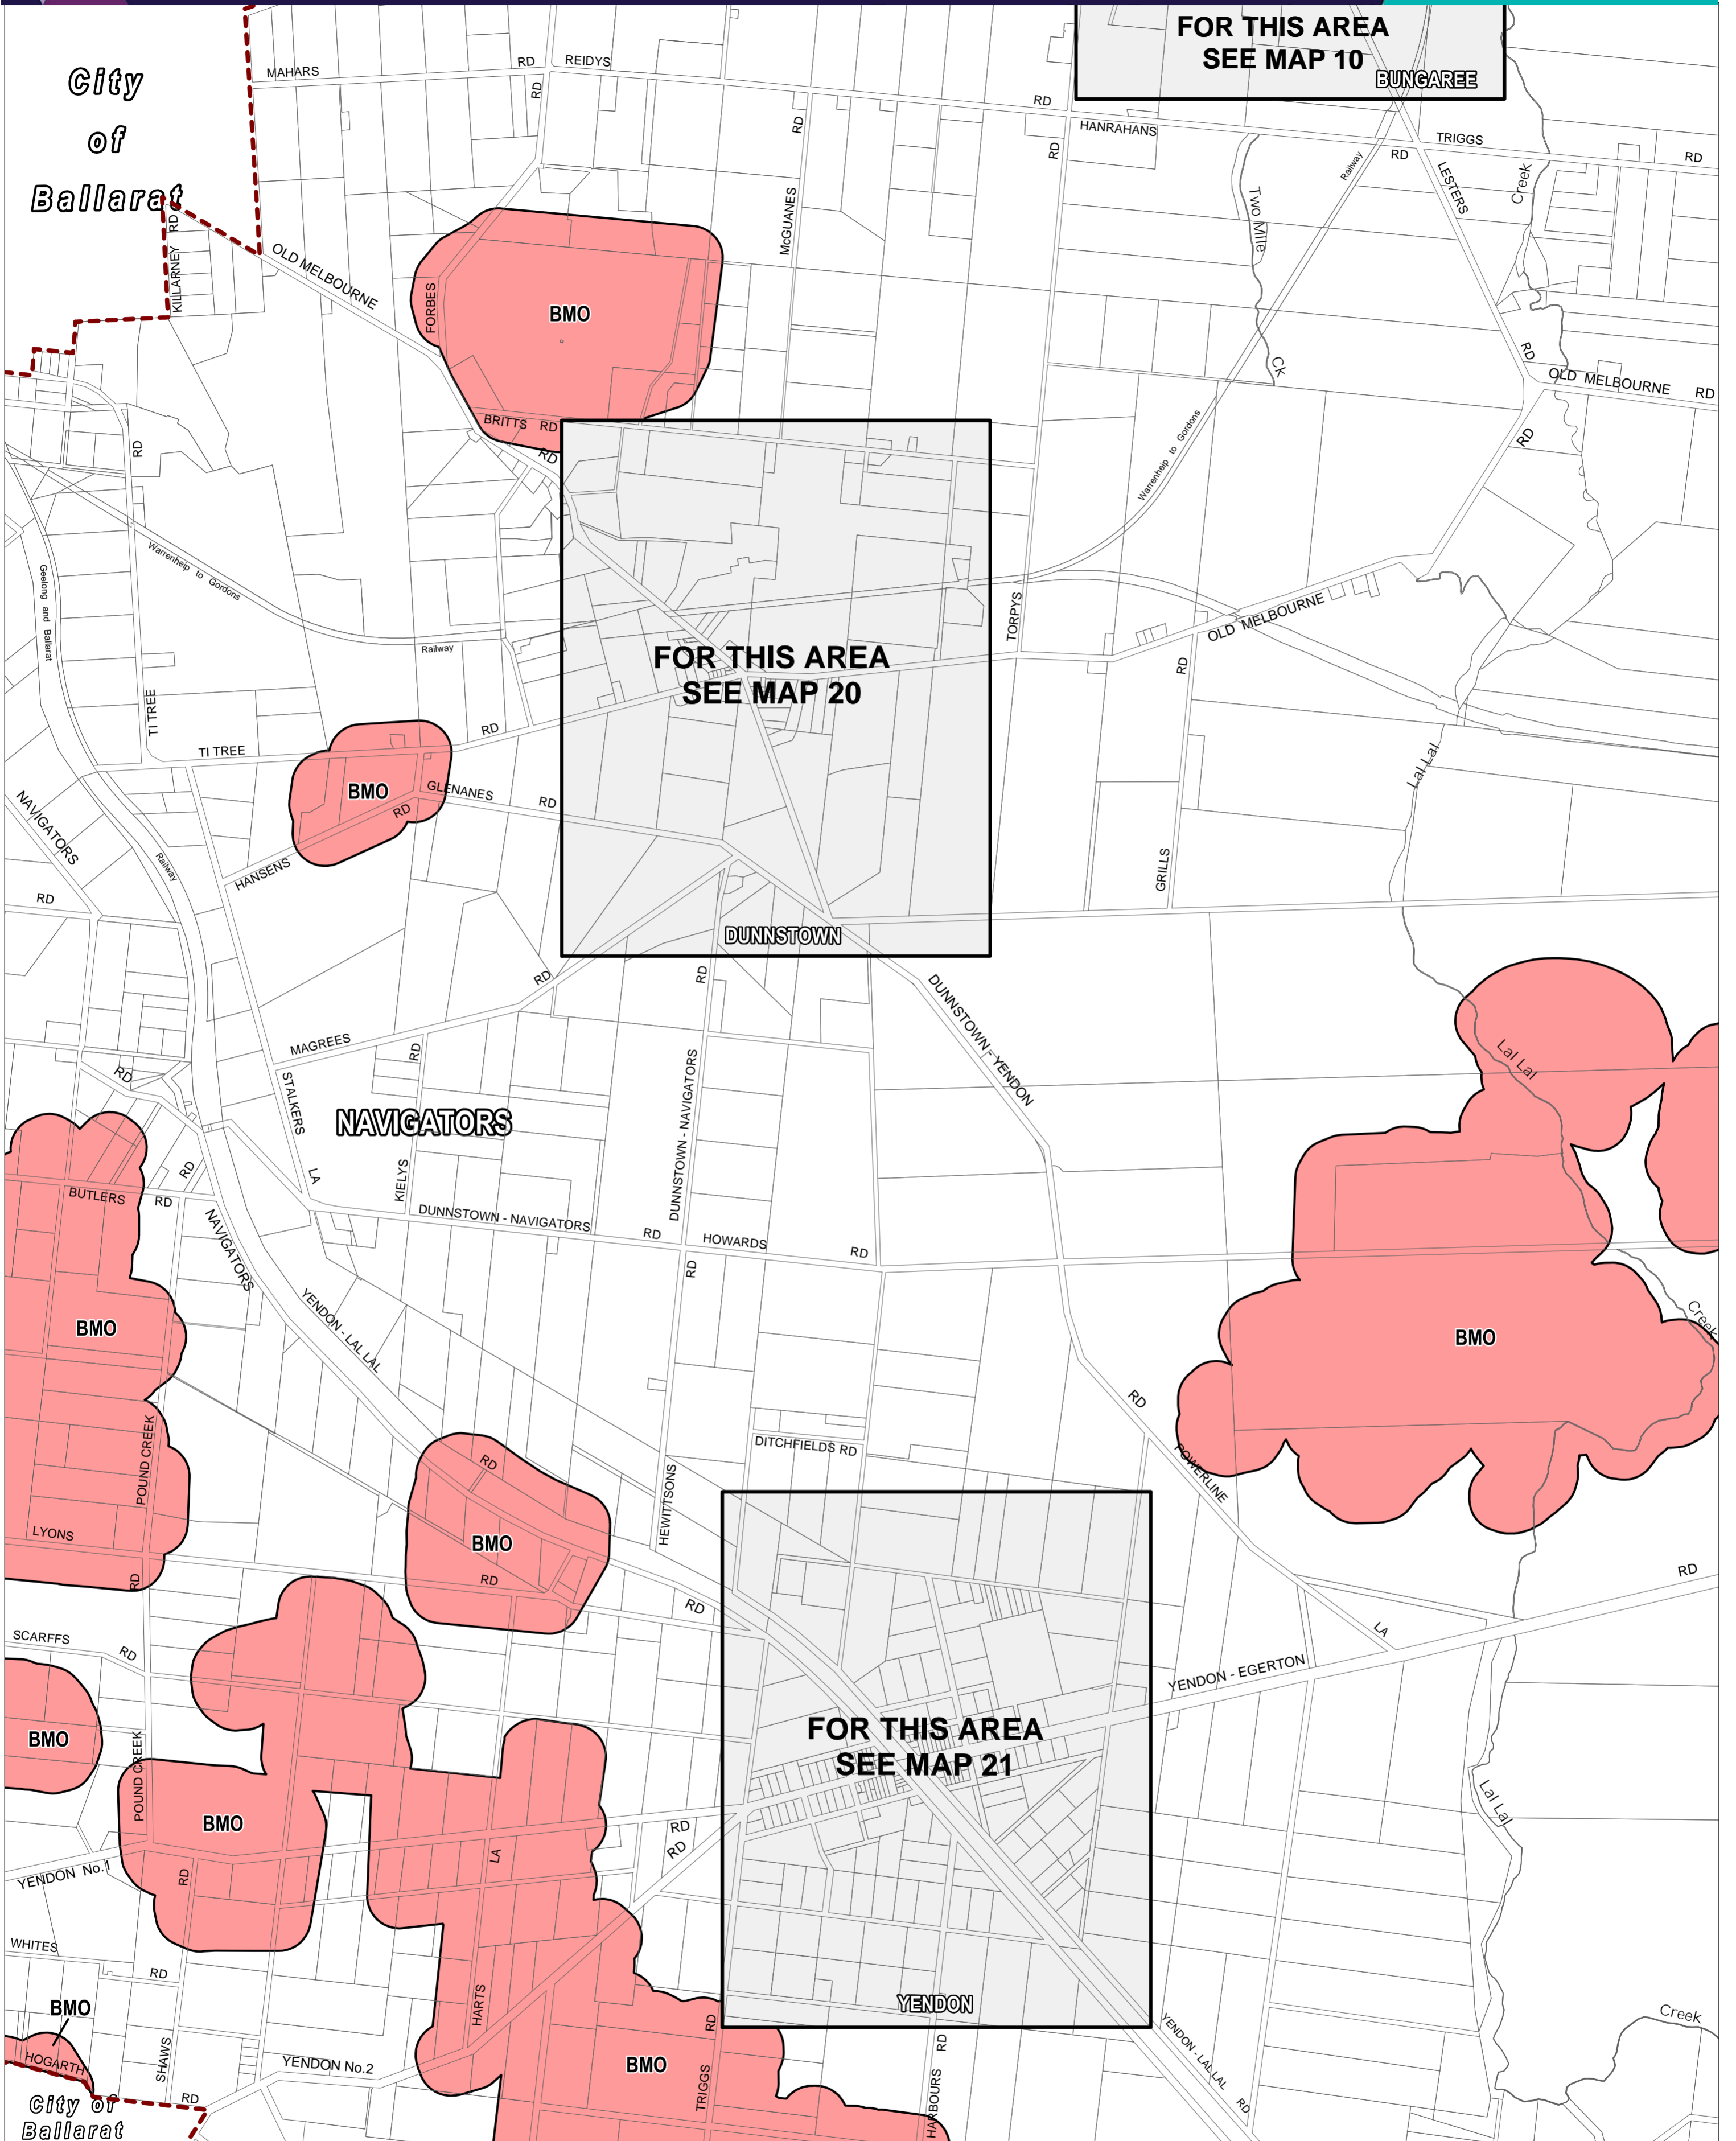 FOR THIS AREA
SEE MAP 10
BUNGAREE
City
of
Ballarat
MAHARS
RD
REIDYS
RD
RD
RD
HANRAHANS
RD
TRIGGS
RD
RD
Railway
LESTERS
Creek
Two Mile
Ck
McGUANES
RD
KILLARNEY RD
OLD MELBOURNE
FORBES
BMO
BRITTS RD
RD
RD
OLD MELBOURNE RD
RD
Warrenheip to Gordons
RD
Warrenheip to Gordons
Railway
Geelong and Ballarat
Railway
TORPYS
OLD MELBOURNE
RD
FOR THIS AREA
SEE MAP 20
TI TREE
TI TREE
RD
BMO
GLENANES
RD
RD
HANSENS
NAVIGATORS
RD
GRILLS
Lal Lal
DUNNSTOWN
RD
RD
DUNNSTOWN - YENDON
MAGREES
RD
STALKERS
LA
NAVIGATORS
DUNNSTOWN - NAVIGATORS
KIELYS
RD
RD
BUTLERS
RD
NAVIGATORS
DUNNSTOWN - NAVIGATORS
RD
HOWARDS
RD
RD
Lal Lal
Creek
BMO
BMO
YENDON - LAL LAL
RD
POWERLINE
DITCHFIELDS RD
HEWITTSONS
POUND CREEK
RD
BMO
LYONS
RD
RD
RD
RD
LA
SCARFFS
RD
YENDON - EGERTON
BMO
FOR THIS AREA
SEE MAP 21
POUND CREEK
BMO
Lal Lal
RD
RD
LA
YENDON No.1
RD
WHITES
RD
BMO
HOGARTH
HARTS
YENDON
Creek
RD
RD
SHAWS
YENDON No.2
BMO
TRIGGS
HARBOURS
YENDON - LAL LAL
RD
RD
City of
Ballarat